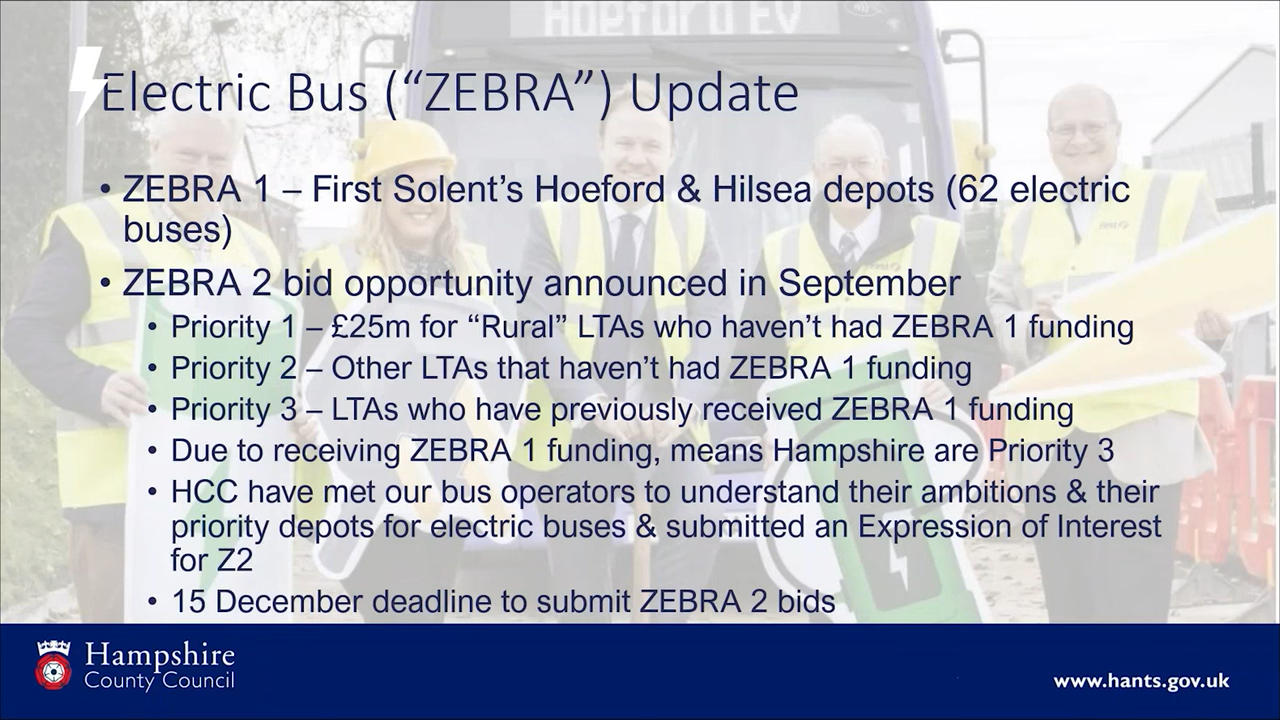 Hoeford EV
Electric Bus (“ZEBRA”) Update
• ZEBRA 1 – First Solent’s Hoeford & Hilsea depots (62 electric
buses)
• ZEBRA 2 bid opportunity announced in September
• Priority 1 – £25m for “Rural” LTAs who haven’t had ZEBRA 1 funding
• Priority 2 – Other LTAs that haven’t had ZEBRA 1 funding
• Priority 3 – LTAs who have previously received ZEBRA 1 funding
• Due to receiving ZEBRA 1 funding, means Hampshire are Priority 3
• HCC have met our bus operators to understand their ambitions & their
priority depots for electric buses & submitted an Expression of Interest
for Z2
• 15 December deadline to submit ZEBRA 2 bids
Hampshire
County Council
www.hants.gov.uk